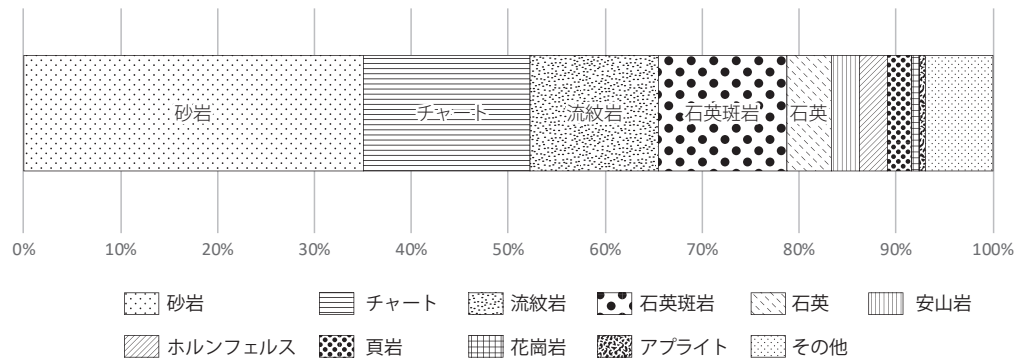 砂岩 チャート 流紋岩 石英斑岩 石英
0% 10% 20% 30% 40% 50% 60% 70% 80% 90% 100%
砂岩 チャート 流紋岩 石英斑岩 石英 安山岩
ホルンフェルス 頁岩 花崗岩 アプライト その他